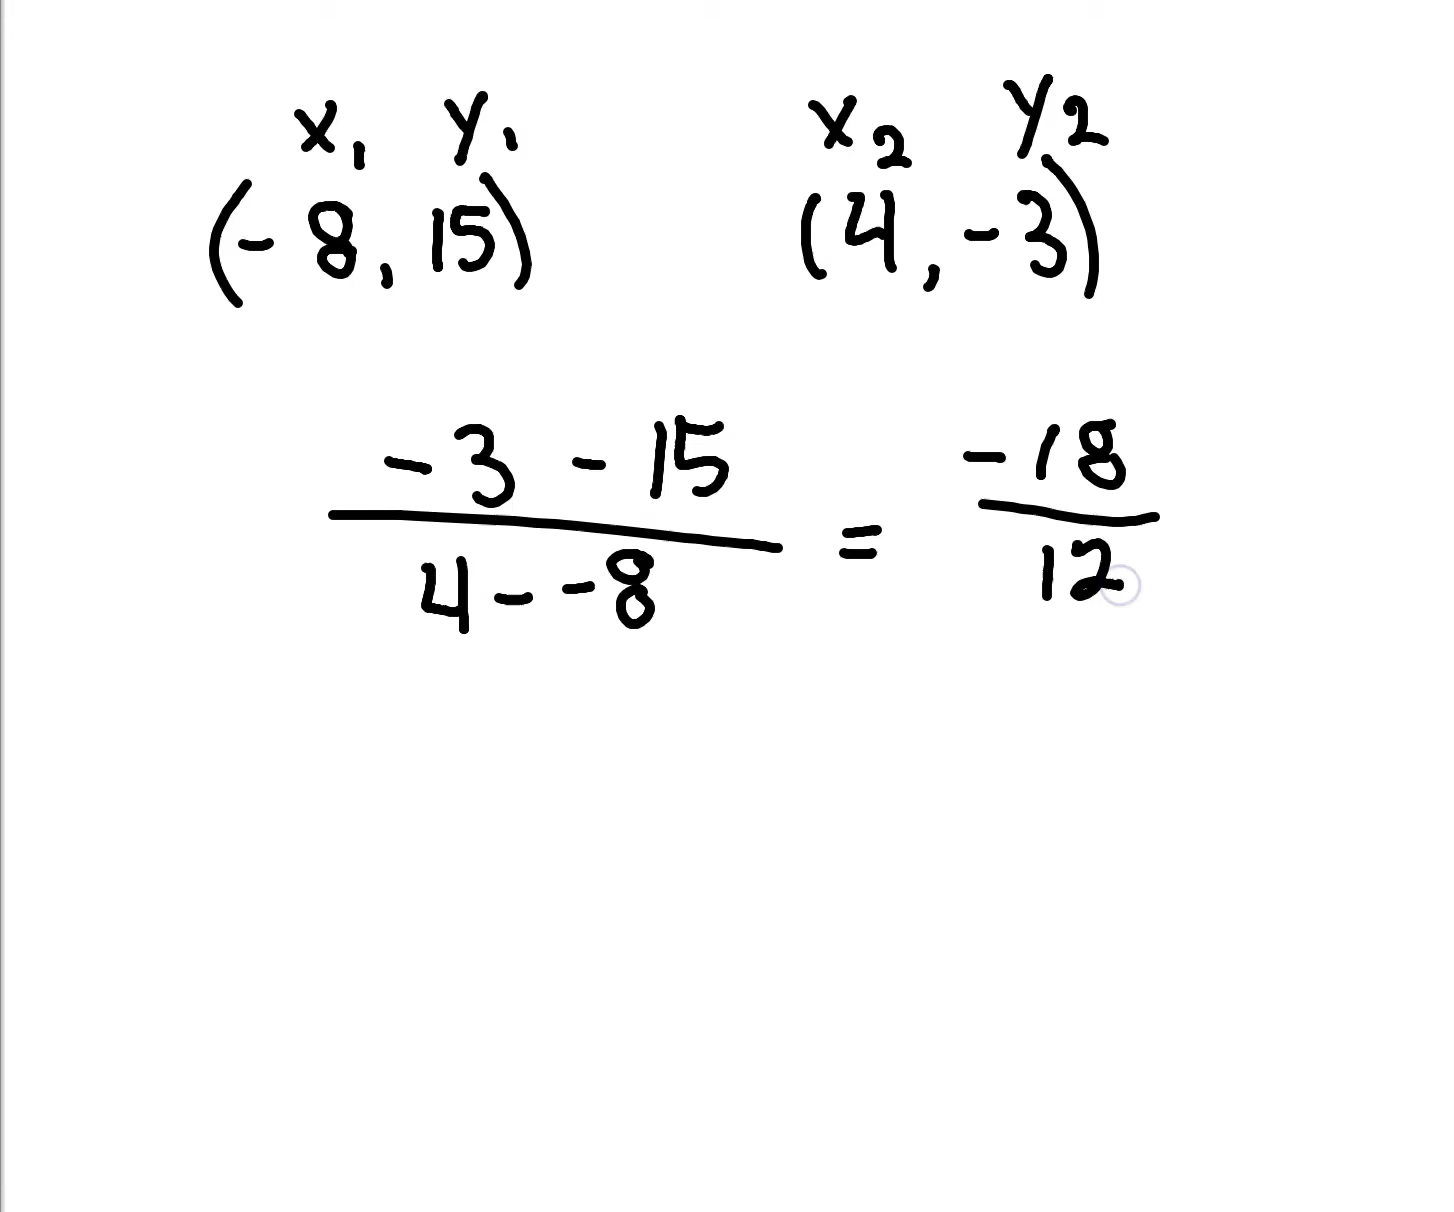 x₁ y₁ x₂ y₂
(-8, 15) (4, -3)
-3 - 15 -18
=
4 - -8 12